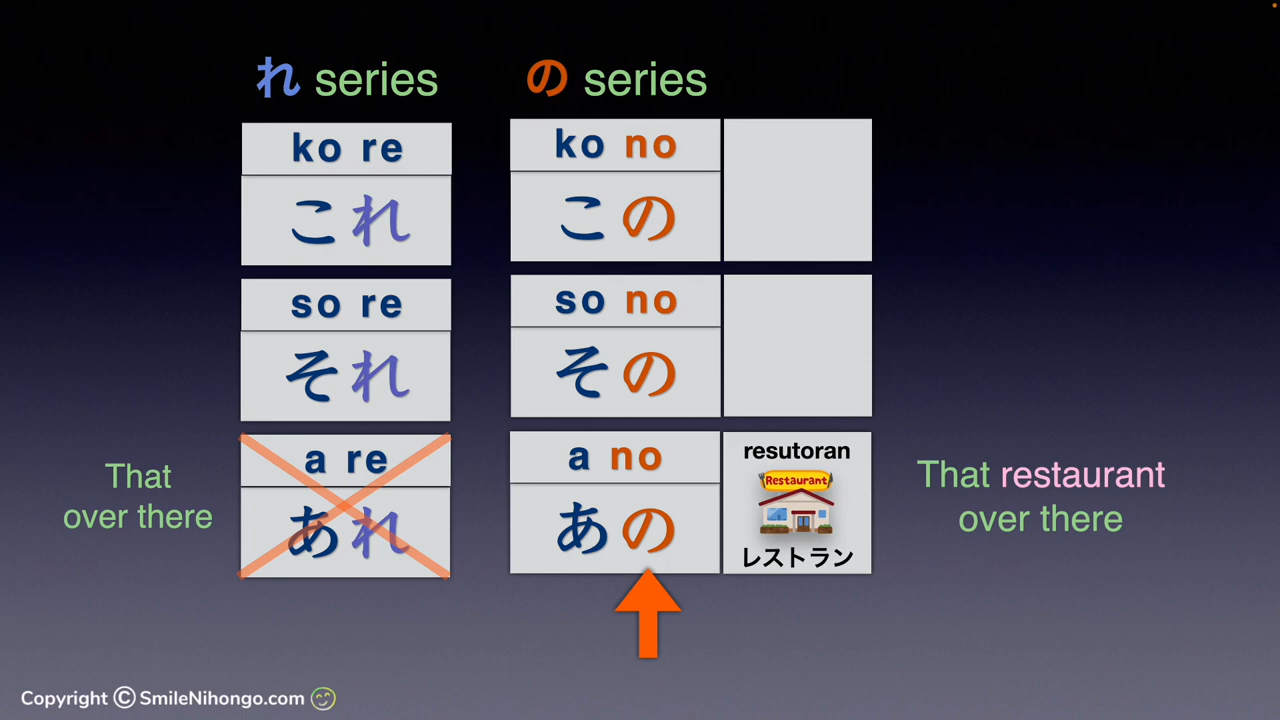 れ series
の series
ko re
これ
ko no
この
so re
それ
so no
その
That
over there
a re
あれ
a no
あの
resutoran
Restaurant
レストラン
That restaurant
over there
Copyright © SmileNihongo.com